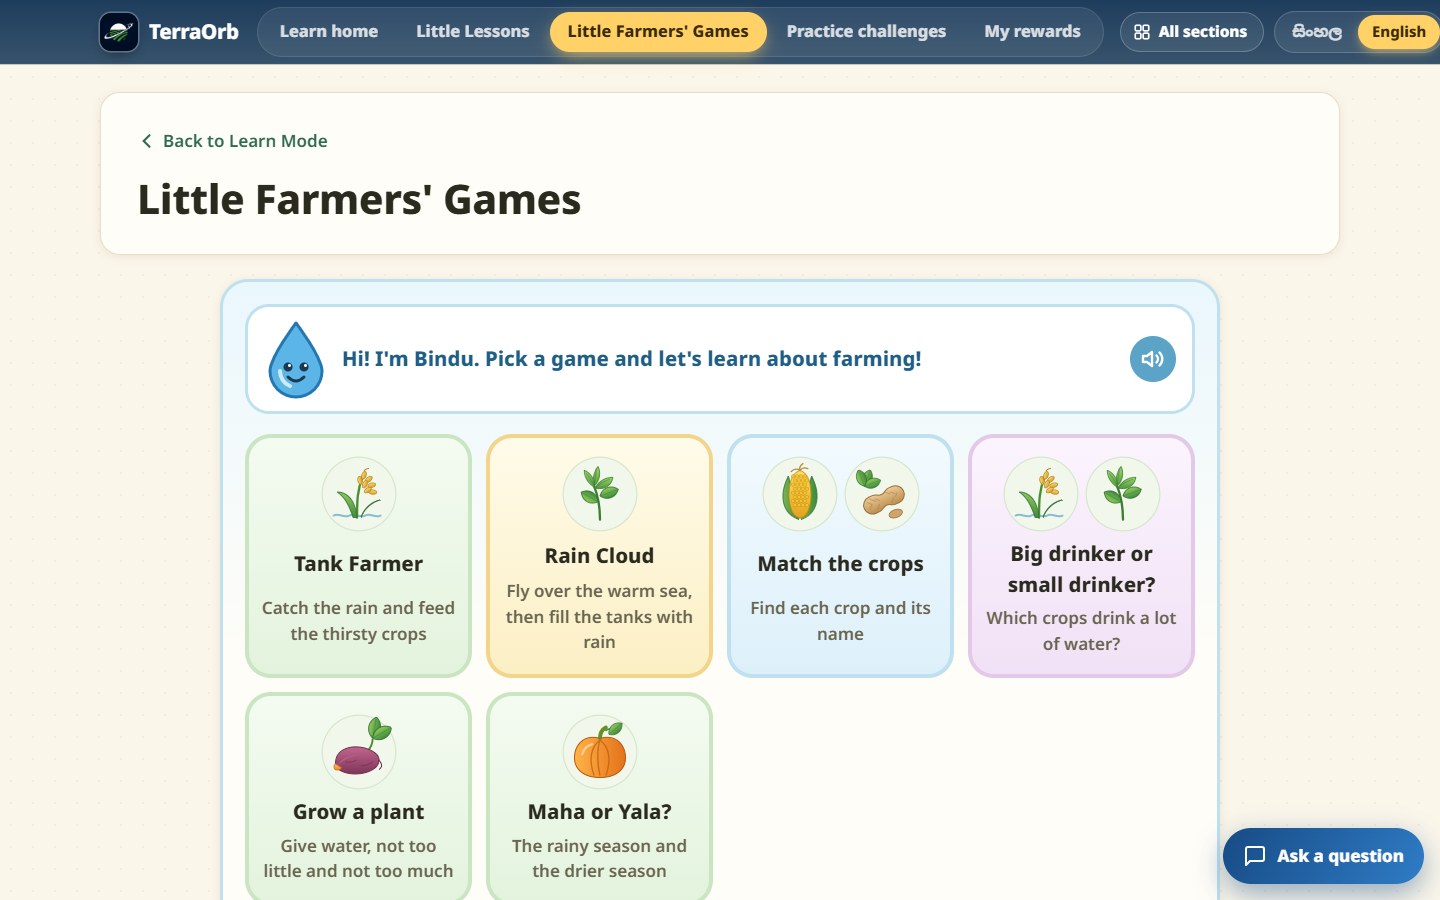 TerraOrb
Learn home
Little Lessons
Little Farmers' Games
Practice challenges
My rewards
All sections
සිංහල
English
Back to Learn Mode
Little Farmers' Games
Hi! I'm Bindu. Pick a game and let's learn about farming!
Tank Farmer
Catch the rain and feed
the thirsty crops
Rain Cloud
Fly over the warm sea,
then fill the tanks with
rain
Match the crops
Find each crop and its
name
Big drinker or
small drinker?
Which crops drink a lot
of water?
Grow a plant
Give water, not too
little and not too much
Maha or Yala?
The rainy season and
the drier season
Ask a question